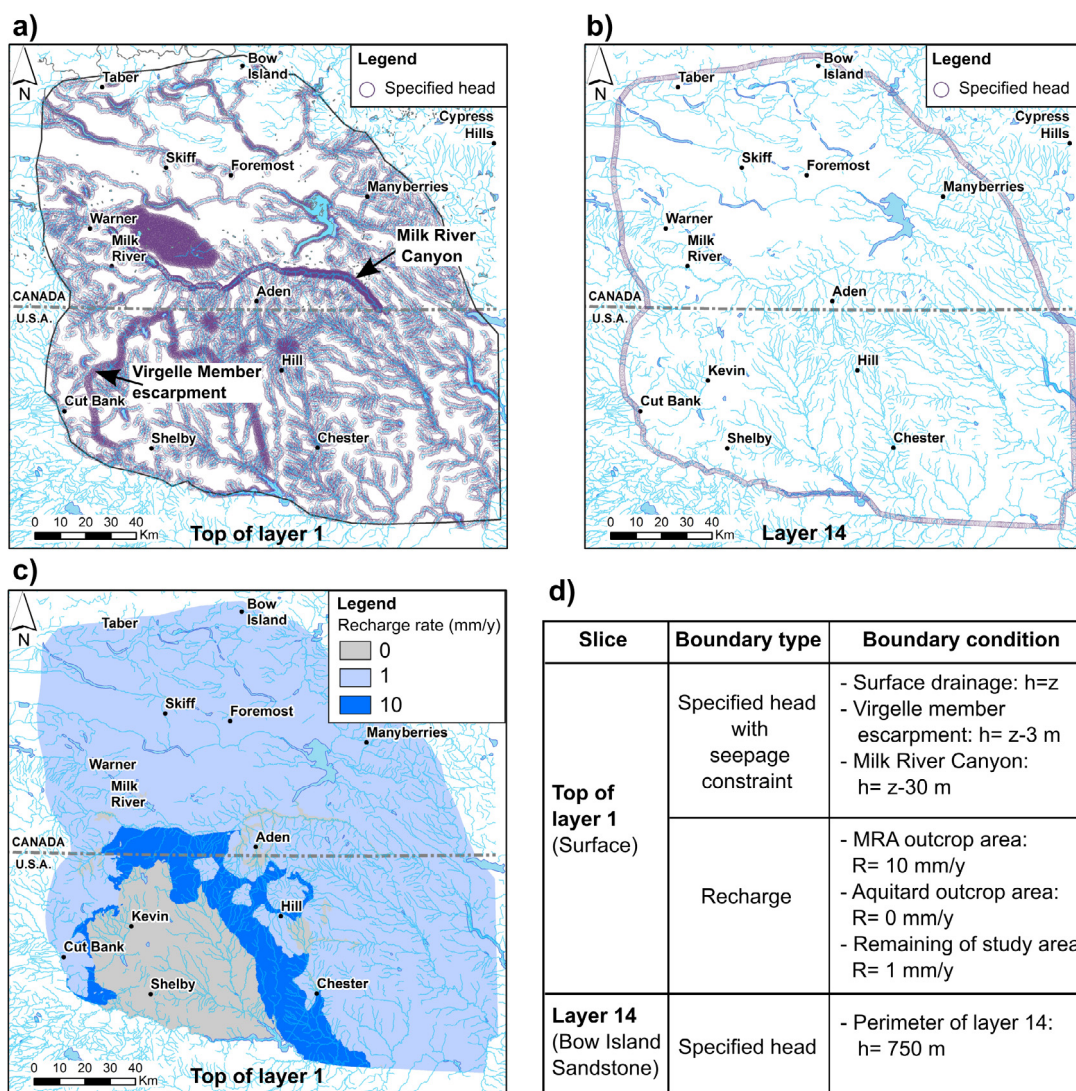 a)
N
Legend
Specified head
Bow
Island
Taber
Skiff
Foremost
Manyberries
Warner
Milk
River
Milk River
Canyon
CANADA
U.S.A.
Aden
Virgelle Member
escarpment
Hill
Cut Bank
Shelby
Chester
0 10 20 30 40
Km
Top of layer 1
b)
N
Legend
Specified head
Bow
Island
Taber
Cypress
Hills
Skiff
Foremost
Manyberries
Warner
Milk
River
CANADA
U.S.A.
Aden
Hill
Kevin
Cut Bank
Shelby
Chester
0 10 20 30 40
Km
Layer 14
c)
N
Legend
Recharge rate (mm/y)
0
1
10
Bow
Island
Taber
Skiff
Foremost
Manyberries
Warner
Milk
River
CANADA
U.S.A.
Aden
Kevin
Hill
Cut Bank
Shelby
Chester
0 10 20 30 40
Km
Top of layer 1
d)
Slice Boundary type Boundary condition
Top of
layer 1
(Surface)
Specified head
with
seepage
constraint
- Surface drainage: h=z
- Virgelle member
escarpment: h= z-3 m
- Milk River Canyon:
h= z-30 m
Recharge
- MRA outcrop area:
R= 10 mm/y
- Aquitard outcrop area:
R= 0 mm/y
- Remaining of study area
R= 1 mm/y
Layer 14
(Bow Island
Sandstone)
Specified head
- Perimeter of layer 14:
h= 750 m